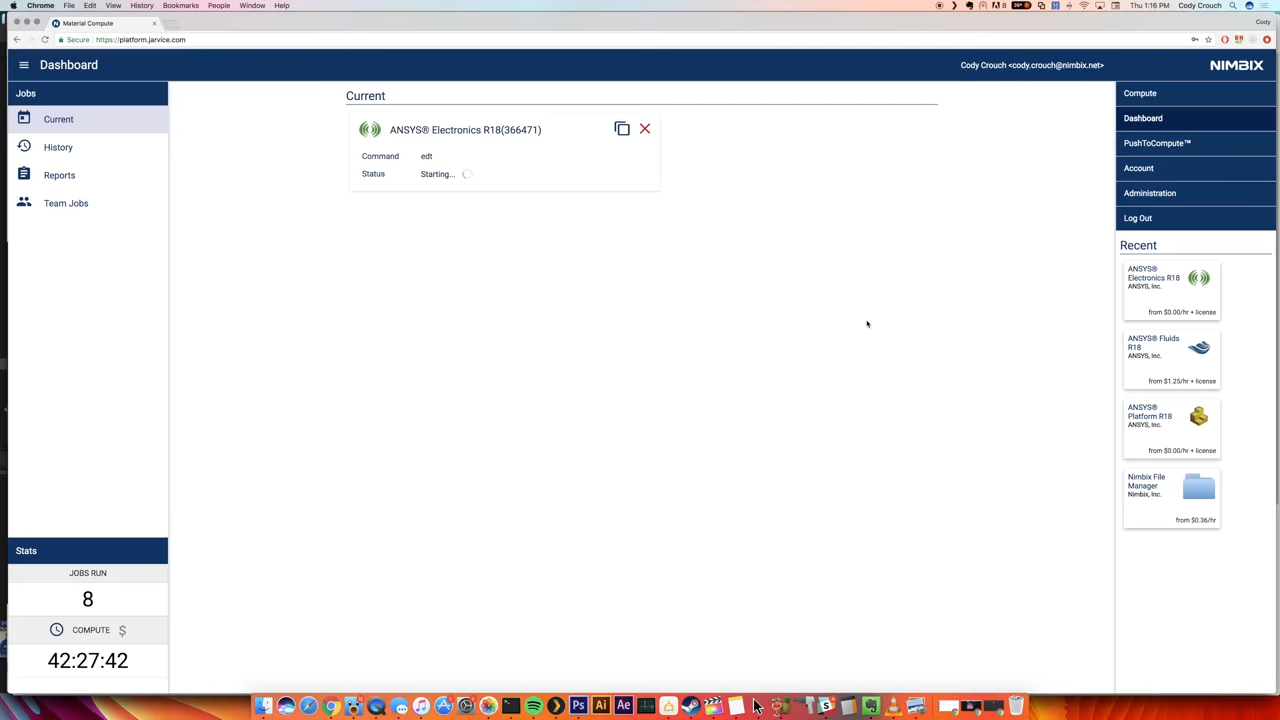 Chrome File Edit View History Bookmarks People Window Help
Thu 1:16 PM Cody Crouch
Material Compute
Cody
Secure https://platform.jarvice.com
Dashboard
Cody Crouch <cody.crouch@nimbix.net>
NIMBIX
Jobs
Current
History
Reports
Team Jobs
Stats
JOBS RUN
8
COMPUTE $
42:27:42
Current
ANSYS® Electronics R18(366471)
Command edt
Status Starting...
Compute
Dashboard
PushToCompute™
Account
Administration
Log Out
Recent
ANSYS®
Electronics R18
ANSYS, Inc.
from $0.00/hr + license
ANSYS® Fluids
R18
ANSYS, Inc.
from $1.25/hr + license
ANSYS®
Platform R18
ANSYS, Inc.
from $0.00/hr + license
Nimbix File
Manager
Nimbix, Inc.
from $0.36/hr
Ps Ai Ae